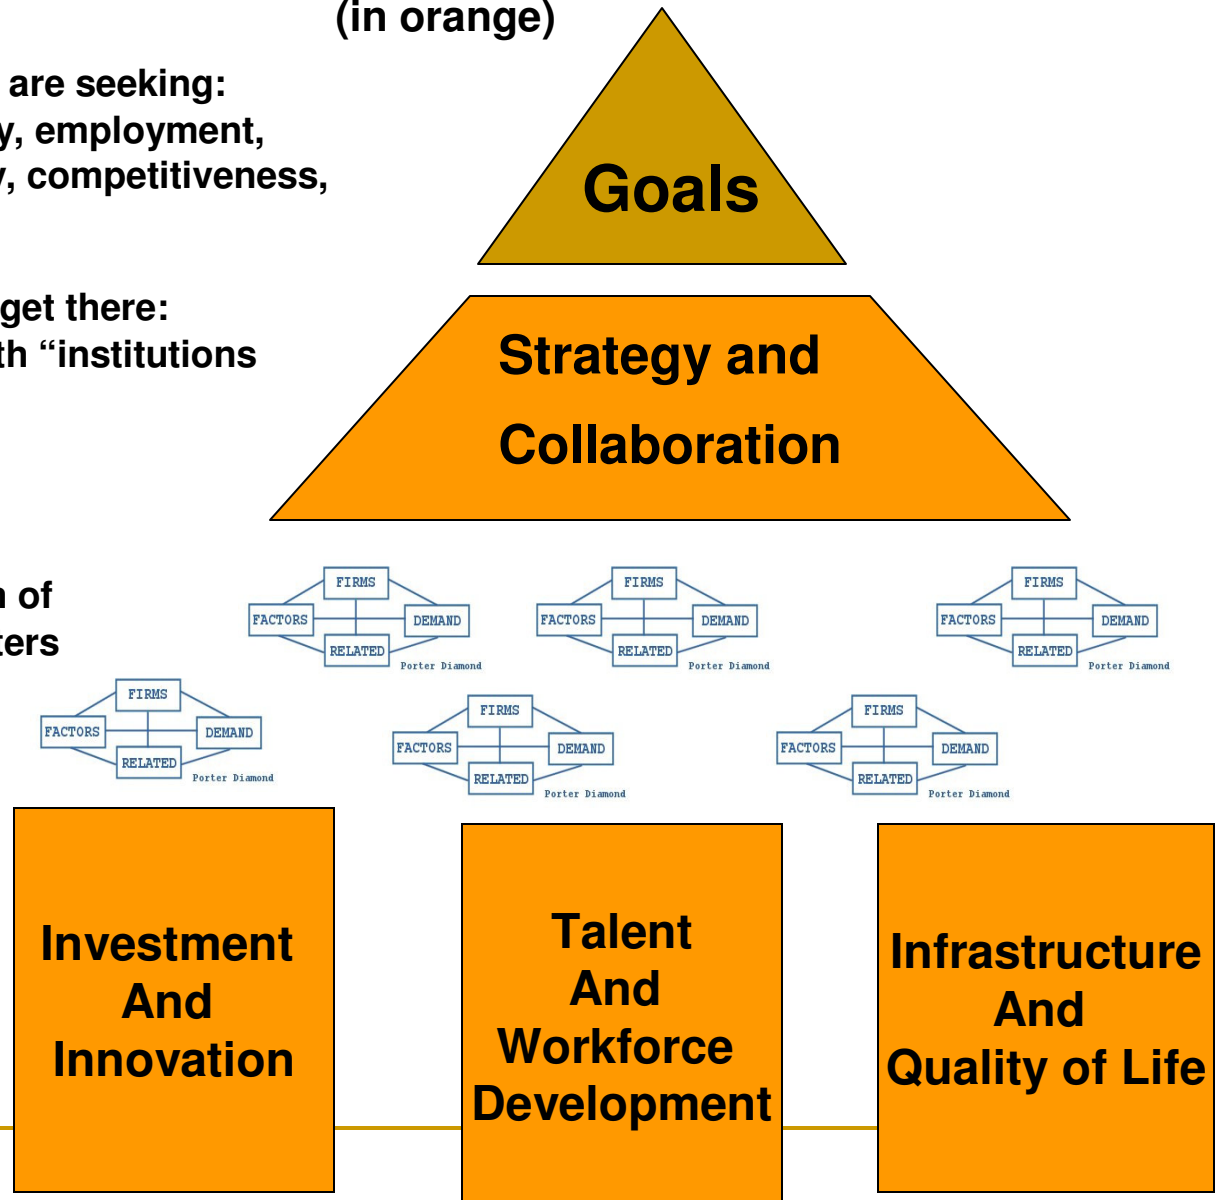 (in orange)
are seeking:
y, employment,
y, competitiveness,
Goals
get there:
th “institutions
Strategy and
Collaboration
n of
ters
FIRMS
FACTORS
DEMAND
RELATED
Porter Diamond
FIRMS
FACTORS
DEMAND
RELATED
Porter Diamond
FIRMS
FACTORS
DEMAND
RELATED
Porter Diamond
FIRMS
FACTORS
DEMAND
RELATED
Porter Diamond
FIRMS
FACTORS
DEMAND
RELATED
Porter Diamond
FIRMS
FACTORS
DEMAND
RELATED
Porter Diamond
Investment
And
Innovation
Talent
And
Workforce
Development
Infrastructure
And
Quality of Life